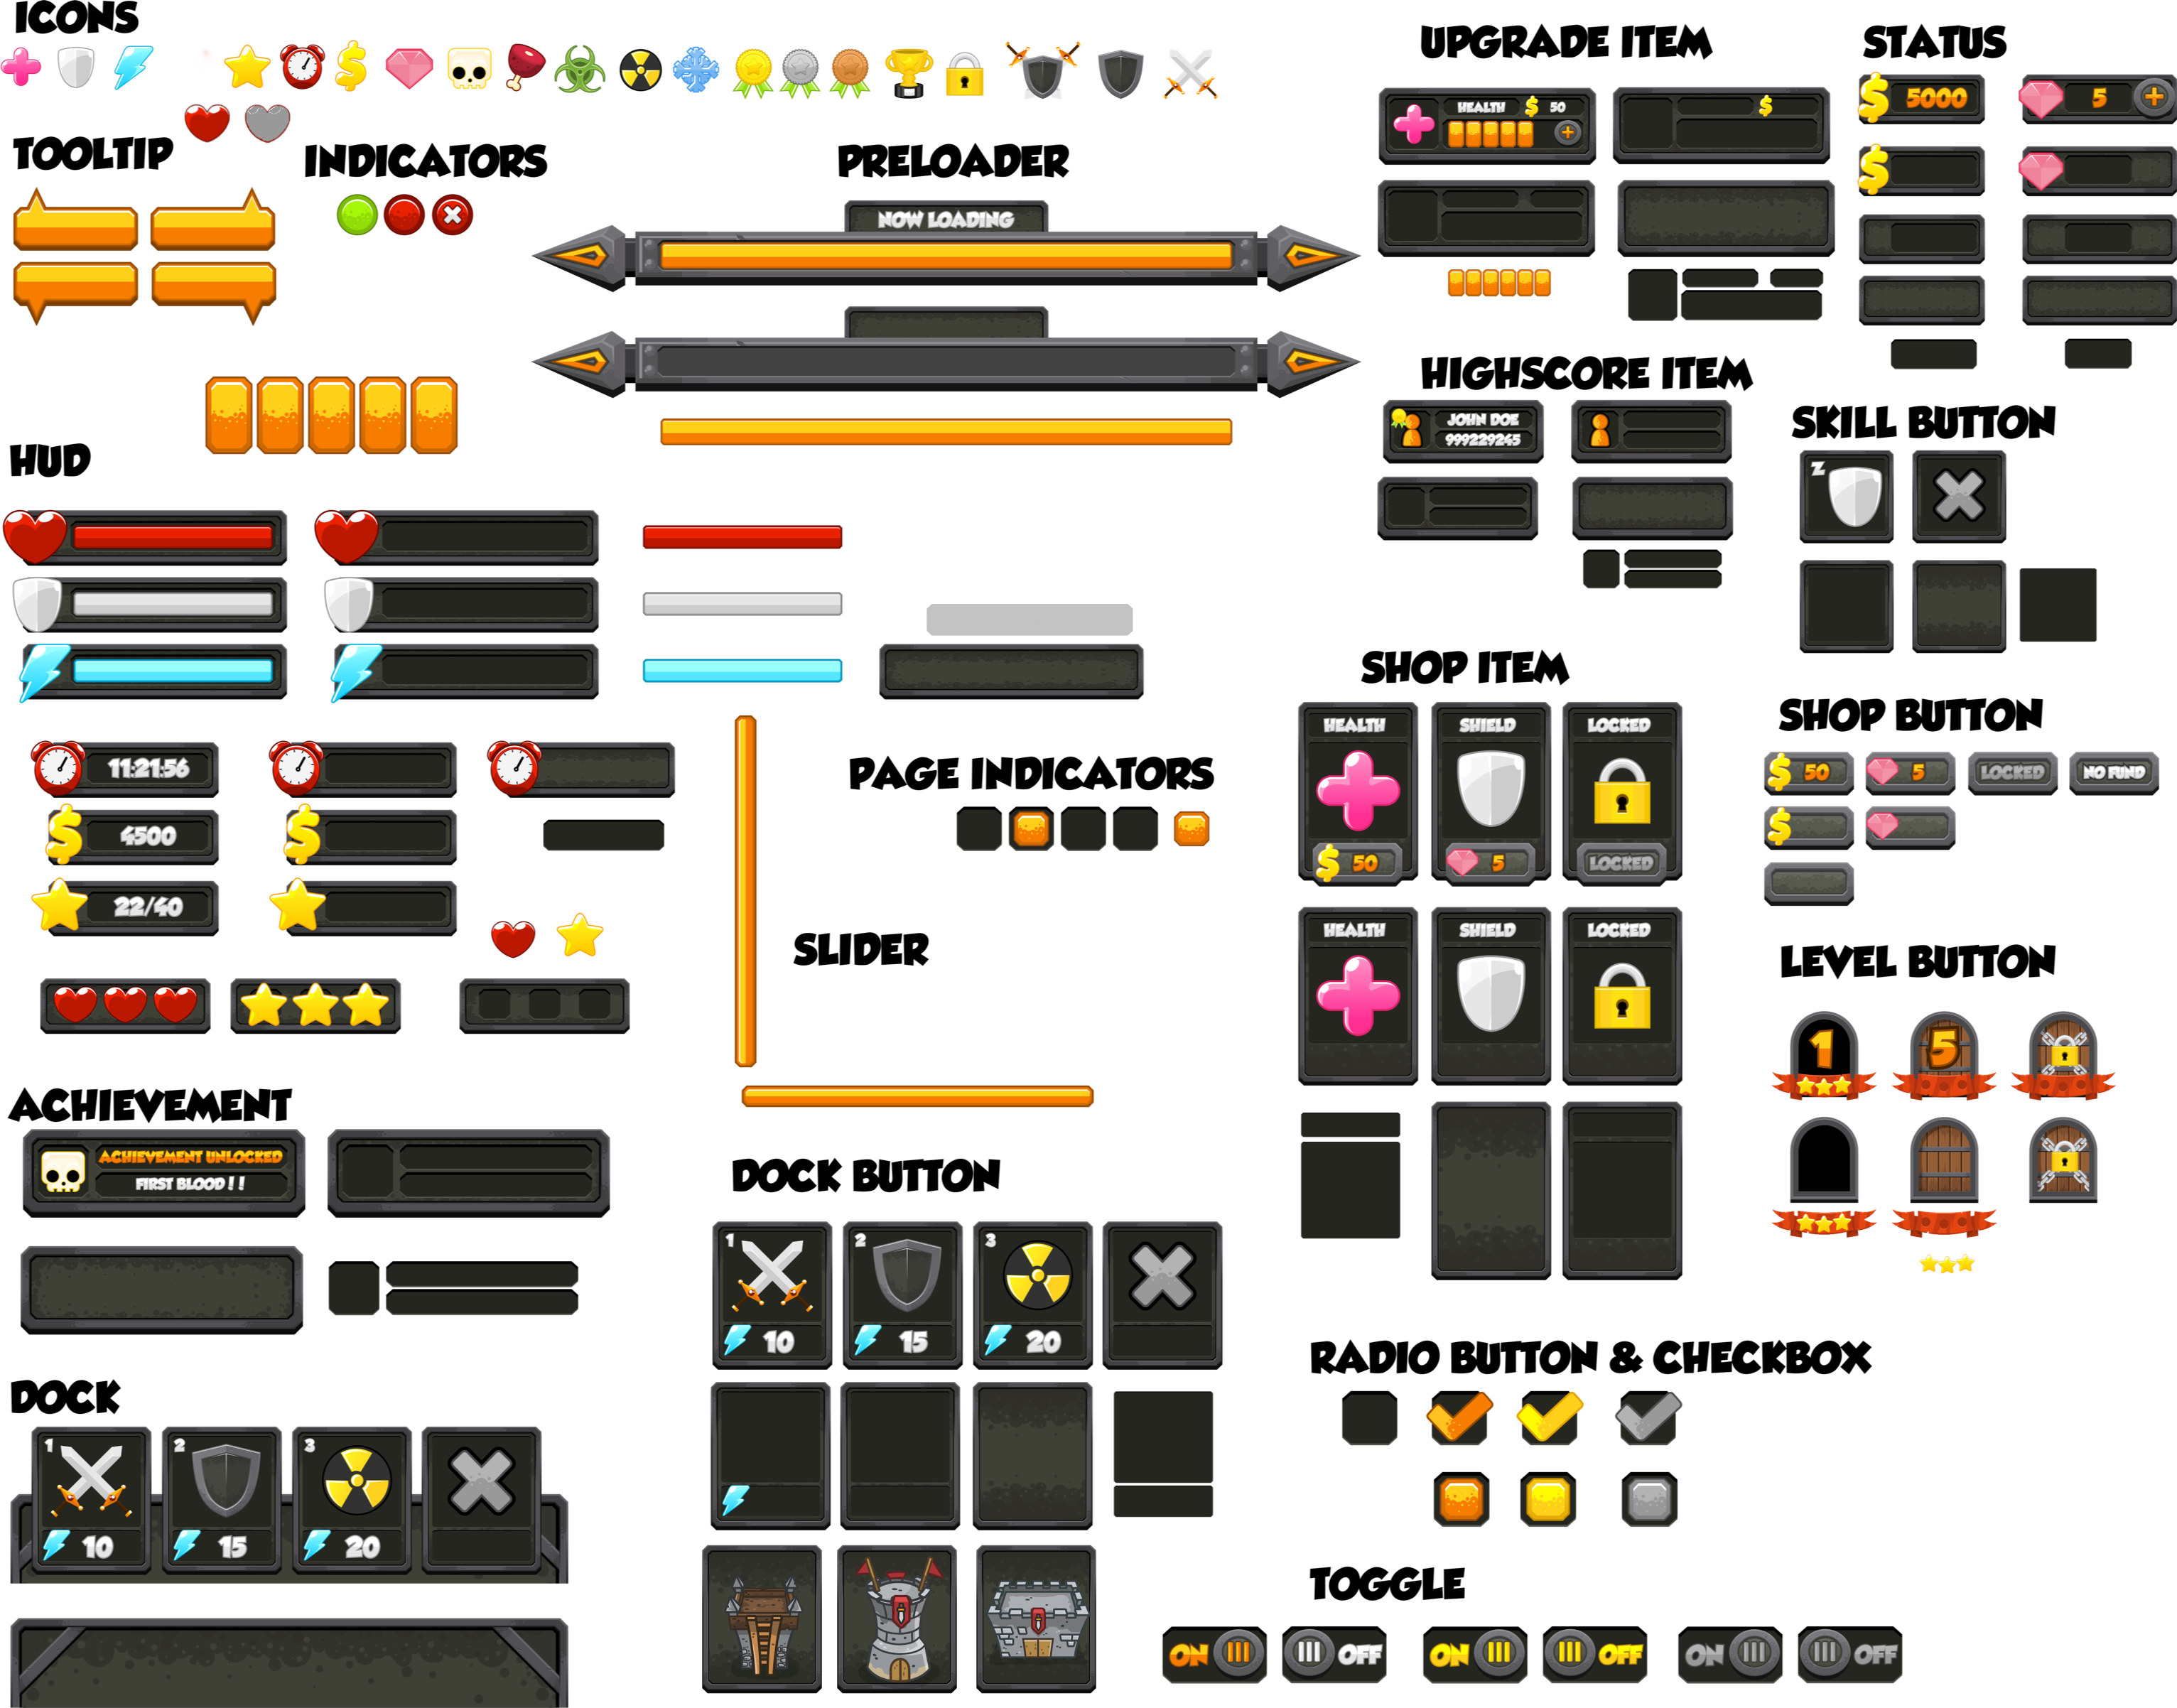 ICONS
TOOLTIP
INDICATORS
PRELOADER
NOW LOADING
HUD
11:21:56
4500
22/40
ACHIEVEMENT
ACHIEVEMENT UNLOCKED
FIRST BLOOD!!
DOCK
1
2
3
10
15
20
PAGE INDICATORS
SLIDER
DOCK BUTTON
1
2
3
10
15
20
UPGRADE ITEM
HEALTH $ 50
$
STATUS
$ 5000
5 +
$
HIGHSCORE ITEM
JOHN DOE
999229245
SKILL BUTTON
Z
SHOP ITEM
HEALTH
SHIELD
LOCKED
$ 50
5
LOCKED
HEALTH
SHIELD
LOCKED
SHOP BUTTON
$ 50
5
LOCKED
NO FUND
$
LEVEL BUTTON
1
5
RADIO BUTTON & CHECKBOX
TOGGLE
ON
OFF
ON
OFF
ON
OFF